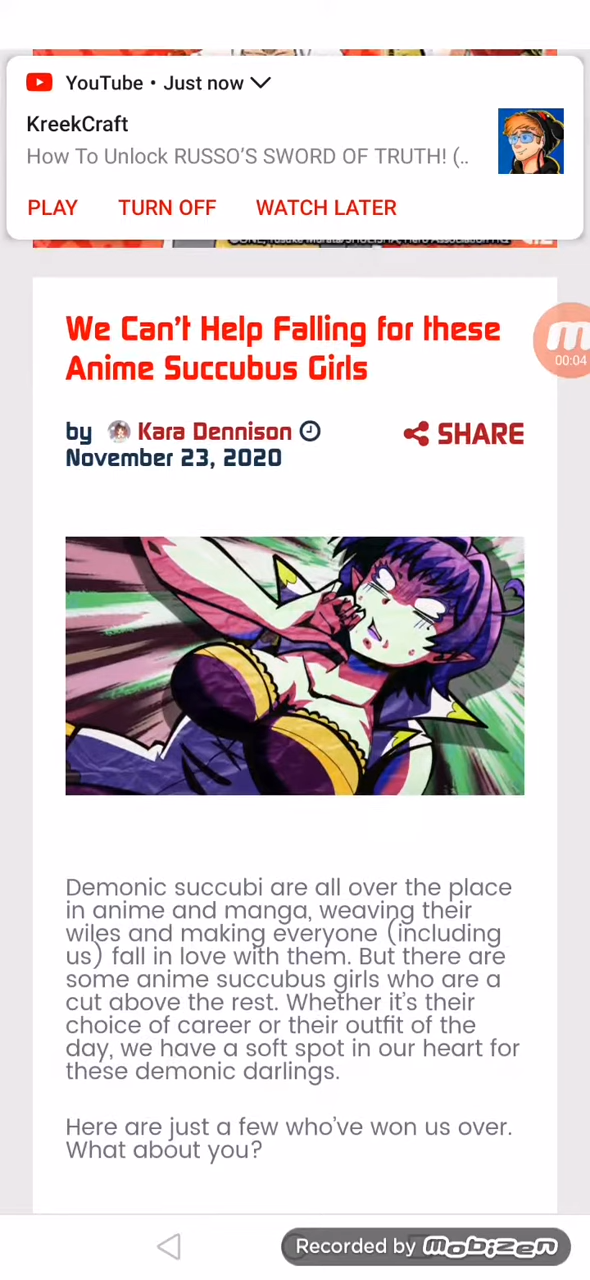 YouTube • Just now
KreekCraft
How To Unlock RUSSO'S SWORD OF TRUTH! (..
PLAY TURN OFF WATCH LATER
We Can't Help Falling for these
Anime Succubus Girls
00:04
by Kara Dennison
SHARE
November 23, 2020
Demonic succubi are all over the place
in anime and manga, weaving their
wiles and making everyone (including
us) fall in love with them. But there are
some anime succubus girls who are a
cut above the rest. Whether it's their
choice of career or their outfit of the
day, we have a soft spot in our heart for
these demonic darlings.
Here are just a few who've won us over.
What about you?
Recorded by mobizen